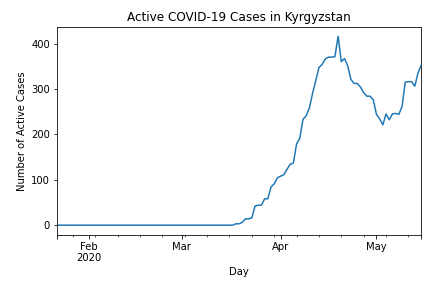 Active COVID-19 Cases in Kyrgyzstan
Number of Active Cases
400
300
200
100
0
Feb
2020
Mar
Apr
May
Day